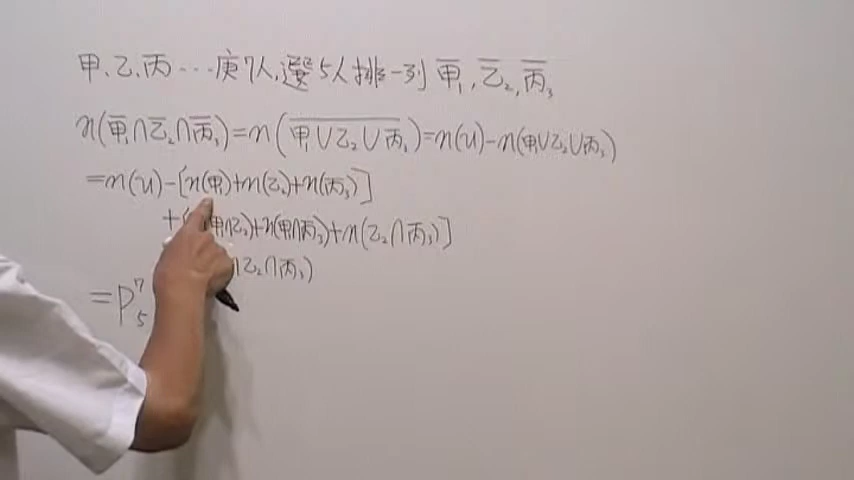 甲、乙、丙…庚7人,選5人排一列 甲̅₁,乙̅₂,丙̅₃
n(甲̅₁∩乙̅₂∩丙̅₃)=n(\overline{甲₁∪乙₂∪丙₃})=n(U)-n(甲₁∪乙₂∪丙₃)
=n(U)-[n(甲₁)+n(乙₂)+n(丙₃)]
+ 甲∩乙₂)+n(甲∩丙₃)+n(乙₂∩丙₃)]
∩乙₂∩丙₃)
=P⁷₅